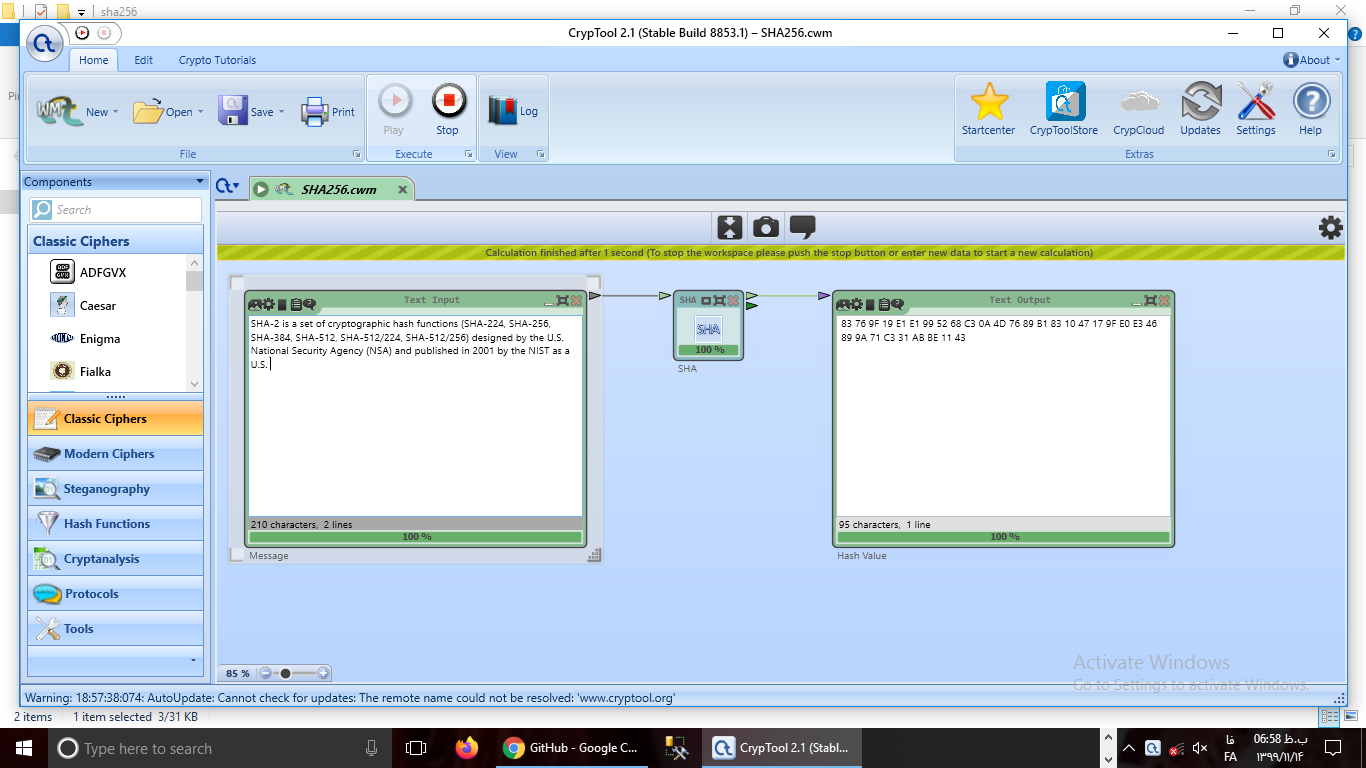 sha256
CrypTool 2.1 (Stable Build 8853.1) – SHA256.cwm
Home Edit Crypto Tutorials About
New Open Save Print Play Stop Log Startcenter CrypToolStore CrypCloud Updates Settings Help
File Execute View Extras
Components
Search
Classic Ciphers
ADFGVX
Caesar
Enigma
Fialka
Classic Ciphers
Modern Ciphers
Steganography
Hash Functions
Cryptanalysis
Protocols
Tools
SHA256.cwm
Calculation finished after 1 second (To stop the workspace please push the stop button or enter new data to start a new calculation)
Text Input
SHA-2 is a set of cryptographic hash functions (SHA-224, SHA-256,
SHA-384, SHA-512, SHA-512/224, SHA-512/256) designed by the U.S.
National Security Agency (NSA) and published in 2001 by the NIST as a
U.S.
210 characters, 2 lines
100 %
Message
SHA
SHA
100 %
SHA
Text Output
83 76 9F 19 E1 E1 99 52 68 C3 0A 4D 76 89 B1 83 10 47 17 9F E0 E3 46
89 9A 71 C3 31 AB BE 11 43
95 characters, 1 line
100 %
Hash Value
85 %
Activate Windows
Go to Settings to activate Windows.
Warning: 18:57:38:074: AutoUpdate: Cannot check for updates: The remote name could not be resolved: 'www.cryptool.org'
2 items 1 item selected 3/31 KB
Type here to search
GitHub - Google C...
CrypTool 2.1 (Stabl...
فا
FA
06:58 ب.ظ
۱۳۹۹/۱۱/۱۴